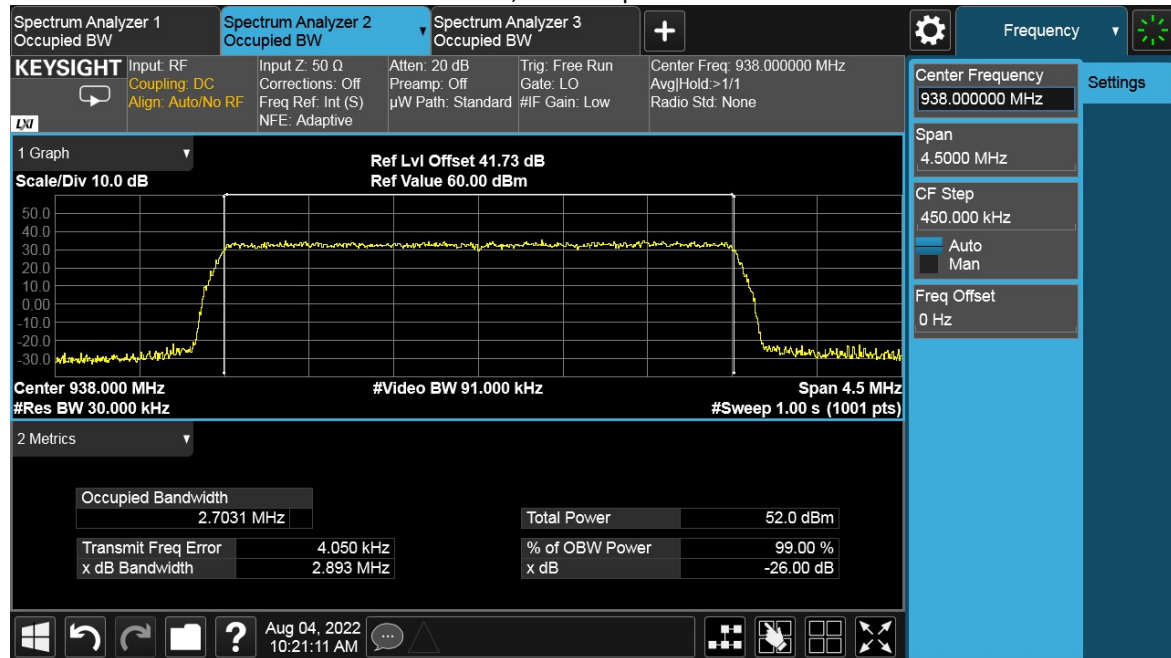 Spectrum Analyzer 1
Occupied BW
Spectrum Analyzer 2
Occupied BW
Spectrum Analyzer 3
Occupied BW
Frequency
KEYSIGHT
LXI
Input: RF
Coupling: DC
Align: Auto/No RF
Input Z: 50 Ω
Corrections: Off
Freq Ref: Int (S)
NFE: Adaptive
Atten: 20 dB
Preamp: Off
µW Path: Standard
Trig: Free Run
Gate: LO
#IF Gain: Low
Center Freq: 938.000000 MHz
Avg|Hold:>1/1
Radio Std: None
Center Frequency
938.000000 MHz
Settings
Span
4.5000 MHz
CF Step
450.000 kHz
Auto
Man
Freq Offset
0 Hz
1 Graph
Scale/Div 10.0 dB
Ref Lvl Offset 41.73 dB
Ref Value 60.00 dBm
50.0
40.0
30.0
20.0
10.0
0.00
-10.0
-20.0
-30.0
Center 938.000 MHz
#Video BW 91.000 kHz
Span 4.5 MHz
#Res BW 30.000 kHz
#Sweep 1.00 s (1001 pts)
2 Metrics
Occupied Bandwidth
2.7031 MHz
Total Power 52.0 dBm
Transmit Freq Error 4.050 kHz
% of OBW Power 99.00 %
x dB Bandwidth 2.893 MHz
x dB -26.00 dB
?
Aug 04, 2022
10:21:11 AM